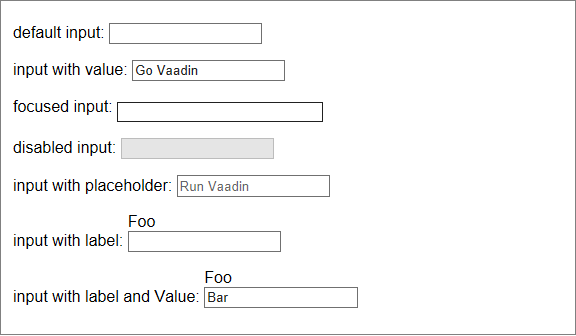 default input:
input with value: Go Vaadin
focused input:
disabled input:
input with placeholder: Run Vaadin
Foo
input with label:
Foo
input with label and Value: Bar